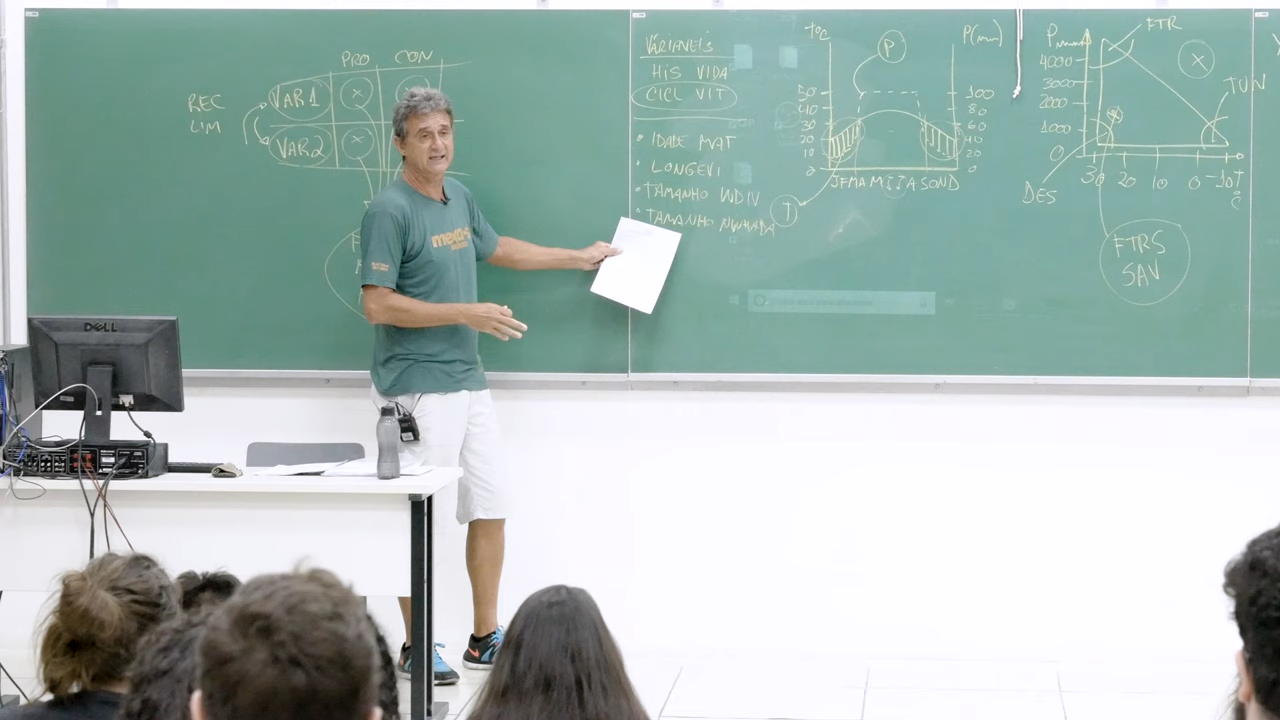 PRO CON
REC
LIM
VAR1
VAR2
VARIAVEIS
HIS VIDA
CICL VIT
• IDADE MAT
• LONGEVI
• TAMANHO INDIV
• TAMANHO NINHADA
T°C
P
P(mm)
50
40
30
20
10
0
100
80
60
40
20
0
JFMAMJJASOND
T
P mm
4000
3000
2000
1000
0
FTR
X
TUN
DES
30 20 10 0 -10
T°C
FTRS
SAV
DELL